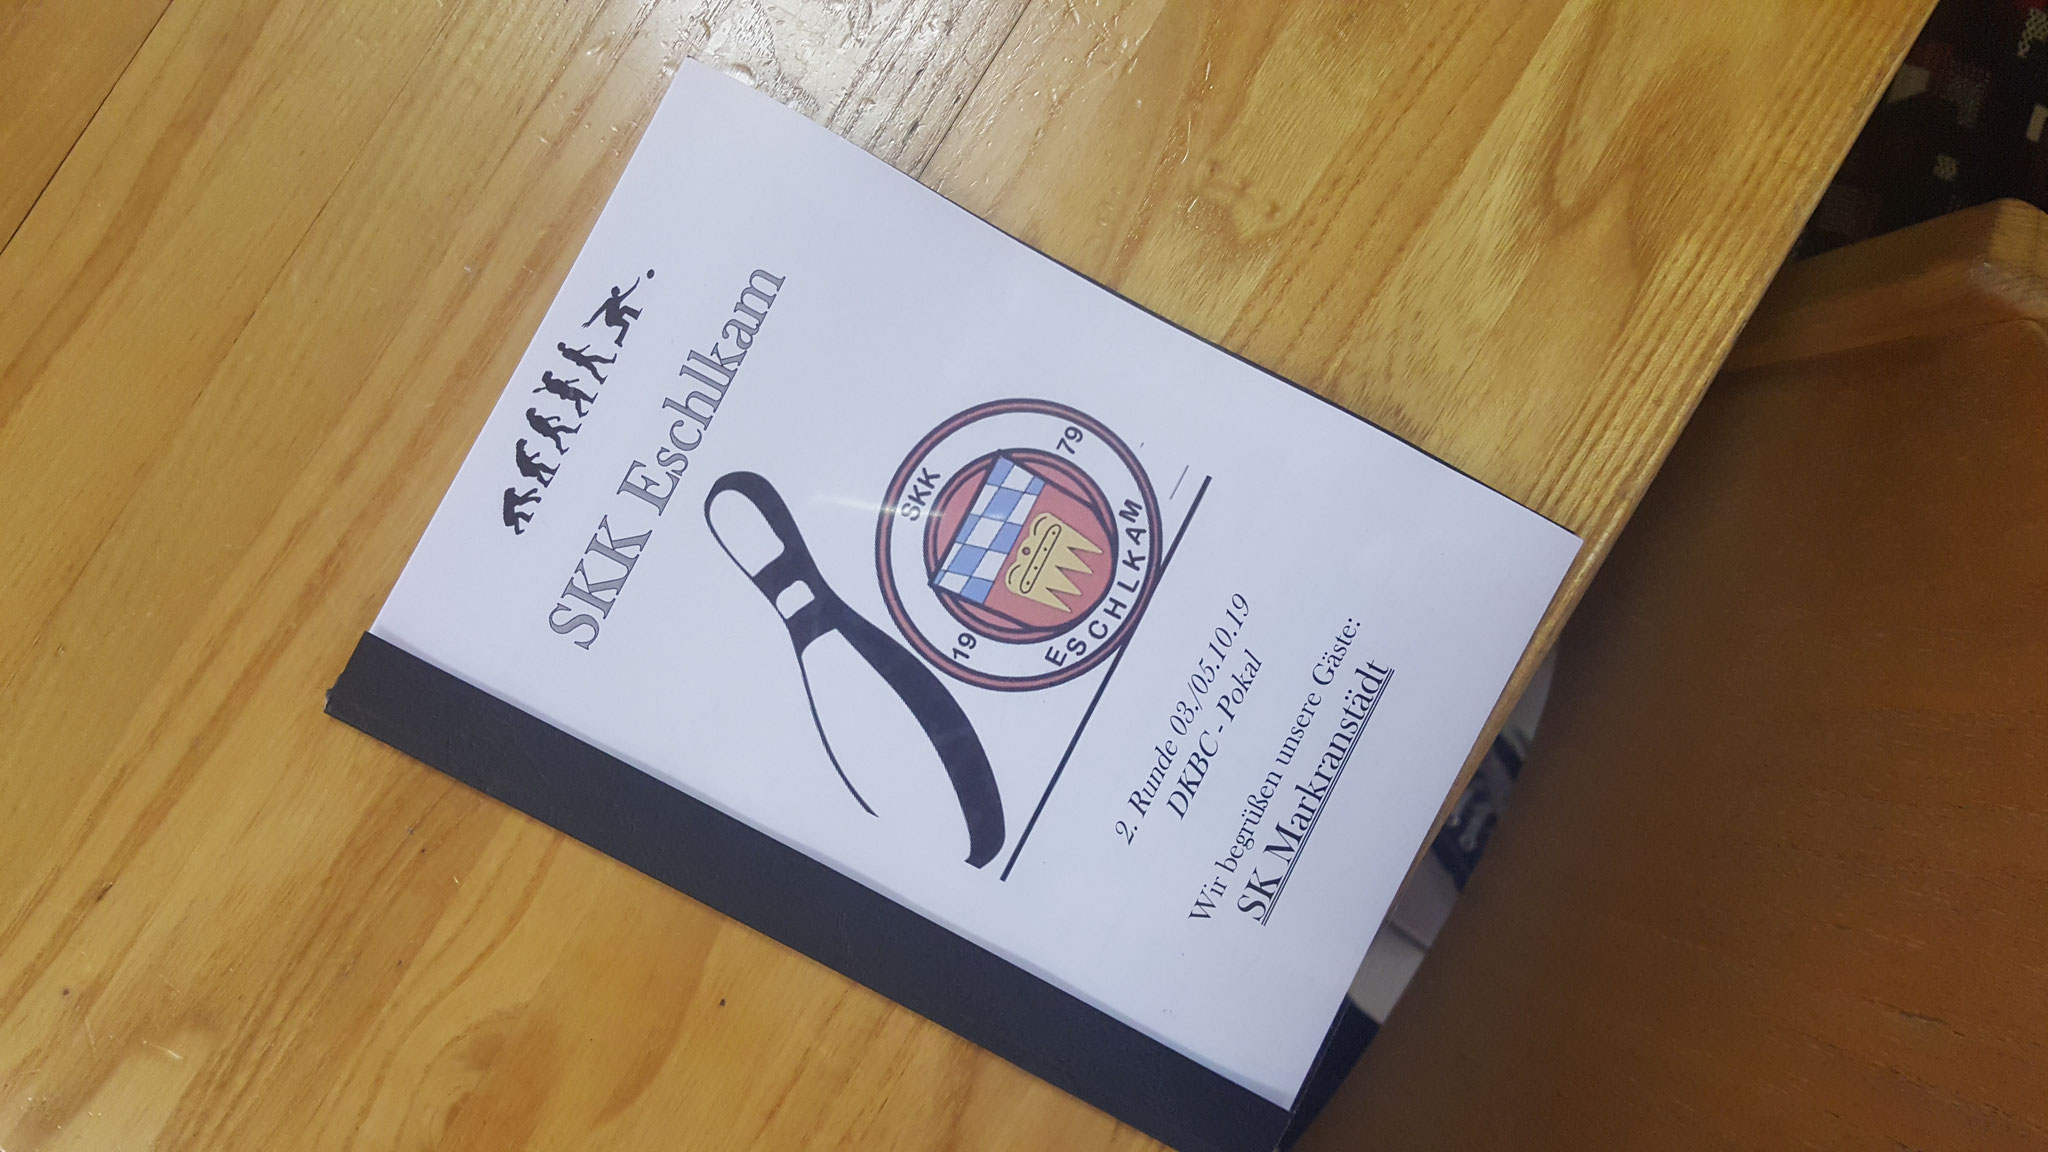 SKK Eschlkam
SKK
19 79
ESCHLKAM
2. Runde 03./05.10.19
DKBC - Pokal
Wir begrüßen unsere Gäste:
SK Markranstädt